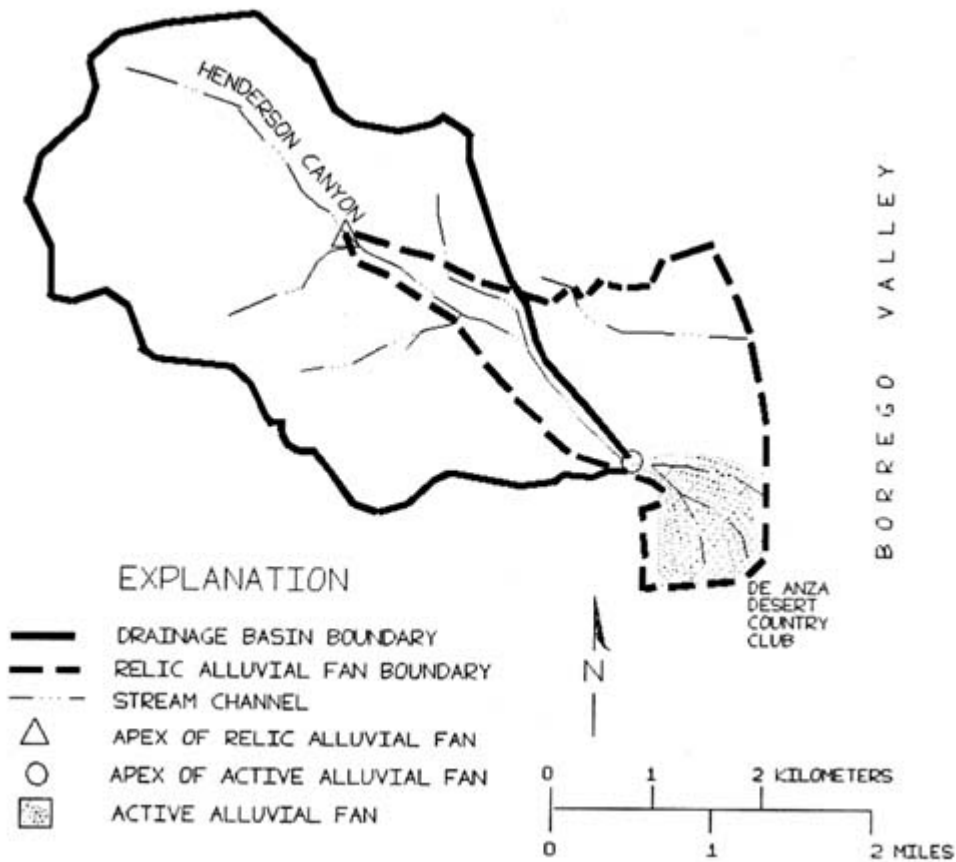 HENDERSON CANYON
BORREGO VALLEY
DE ANZA
DESERT
COUNTRY
CLUB
EXPLANATION
DRAINAGE BASIN BOUNDARY
RELIC ALLUVIAL FAN BOUNDARY
STREAM CHANNEL
APEX OF RELIC ALLUVIAL FAN
APEX OF ACTIVE ALLUVIAL FAN
ACTIVE ALLUVIAL FAN
N
0 1 2 KILOMETERS
0 1 2 MILES